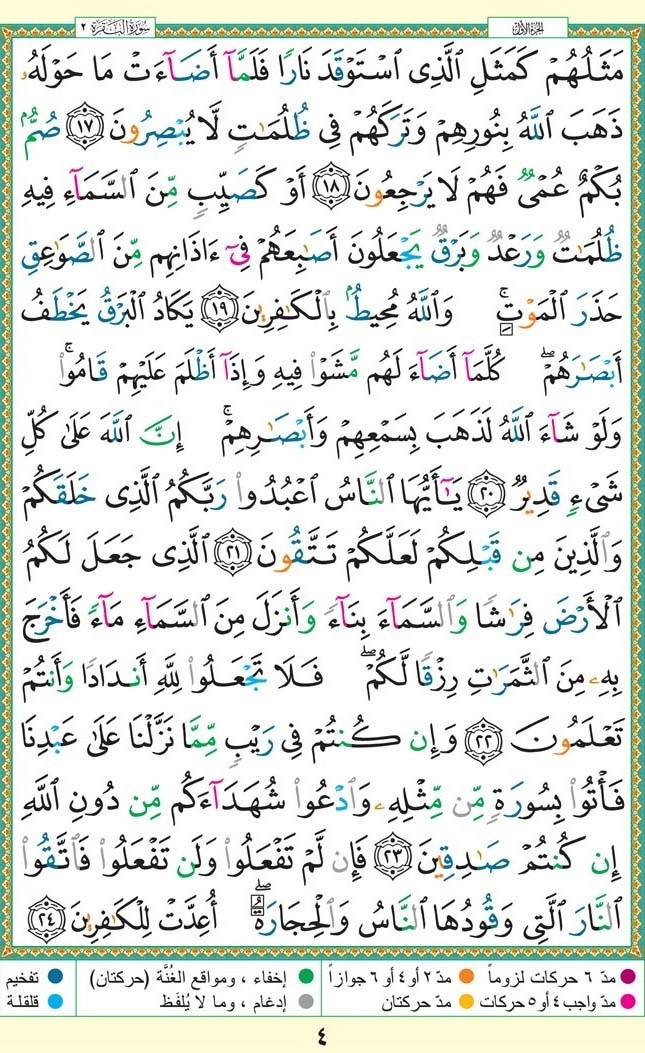 الجزء الأول
سورة البقرة ٢
مَثَلُهُمْ كَمَثَلِ ٱلَّذِى ٱسْتَوْقَدَ نَارًا فَلَمَّآ أَضَآءَتْ مَا حَوْلَهُۥ
ذَهَبَ ٱللَّهُ بِنُورِهِمْ وَتَرَكَهُمْ فِى ظُلُمَـٰتٍ لَّا يُبْصِرُونَ ١٧ صُمٌّۢ
بُكْمٌ عُمْىٌ فَهُمْ لَا يَرْجِعُونَ ١٨ أَوْ كَصَيِّبٍ مِّنَ ٱلسَّمَآءِ فِيهِ
ظُلُمَـٰتٌ وَرَعْدٌ وَبَرْقٌ يَجْعَلُونَ أَصَـٰبِعَهُمْ فِىٓ ءَاذَانِهِم مِّنَ ٱلصَّوَٰعِقِ
حَذَرَ ٱلْمَوْتِ ۚ وَٱللَّهُ مُحِيطٌۢ بِٱلْكَـٰفِرِينَ ١٩ يَكَادُ ٱلْبَرْقُ يَخْطَفُ
أَبْصَـٰرَهُمْ ۖ كُلَّمَآ أَضَآءَ لَهُم مَّشَوْا۟ فِيهِ وَإِذَآ أَظْلَمَ عَلَيْهِمْ قَامُوا۟ ۚ
وَلَوْ شَآءَ ٱللَّهُ لَذَهَبَ بِسَمْعِهِمْ وَأَبْصَـٰرِهِمْ ۚ إِنَّ ٱللَّهَ عَلَىٰ كُلِّ
شَىْءٍ قَدِيرٌ ٢٠ يَـٰٓأَيُّهَا ٱلنَّاسُ ٱعْبُدُوا۟ رَبَّكُمُ ٱلَّذِى خَلَقَكُمْ
وَٱلَّذِينَ مِن قَبْلِكُمْ لَعَلَّكُمْ تَتَّقُونَ ٢١ ٱلَّذِى جَعَلَ لَكُمُ
ٱلْأَرْضَ فِرَٰشًا وَٱلسَّمَآءَ بِنَآءً وَأَنزَلَ مِنَ ٱلسَّمَآءِ مَآءً فَأَخْرَجَ
بِهِۦ مِنَ ٱلثَّمَرَٰتِ رِزْقًا لَّكُمْ ۖ فَلَا تَجْعَلُوا۟ لِلَّهِ أَندَادًا وَأَنتُمْ
تَعْلَمُونَ ٢٢ وَإِن كُنتُمْ فِى رَيْبٍ مِّمَّا نَزَّلْنَا عَلَىٰ عَبْدِنَا
فَأْتُوا۟ بِسُورَةٍ مِّن مِّثْلِهِۦ وَٱدْعُوا۟ شُهَدَآءَكُم مِّن دُونِ ٱللَّهِ
إِن كُنتُمْ صَـٰدِقِينَ ٢٣ فَإِن لَّمْ تَفْعَلُوا۟ وَلَن تَفْعَلُوا۟ فَٱتَّقُوا۟
ٱلنَّارَ ٱلَّتِى وَقُودُهَا ٱلنَّاسُ وَٱلْحِجَارَةُ ۖ أُعِدَّتْ لِلْكَـٰفِرِينَ ٢٤
مدّ ٦ حركات لزوماً
مدّ ٢ أو ٤ أو ٦ جوازاً
إخفاء ، ومواقع الغُنَّة (حركتان)
تفخيم
مدّ واجب ٤ أو ٥ حركات
مدّ حركتان
إدغام ، وما لا يُلفَظ
قلقلة
٤